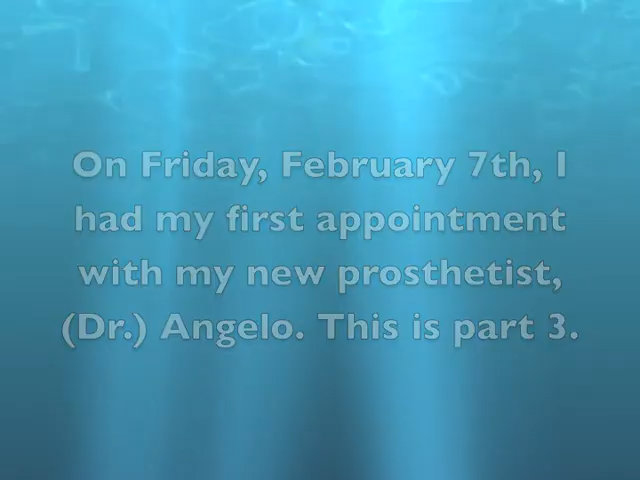 On Friday, February 7th, I
had my first appointment
with my new prosthetist,
(Dr.) Angelo. This is part 3.